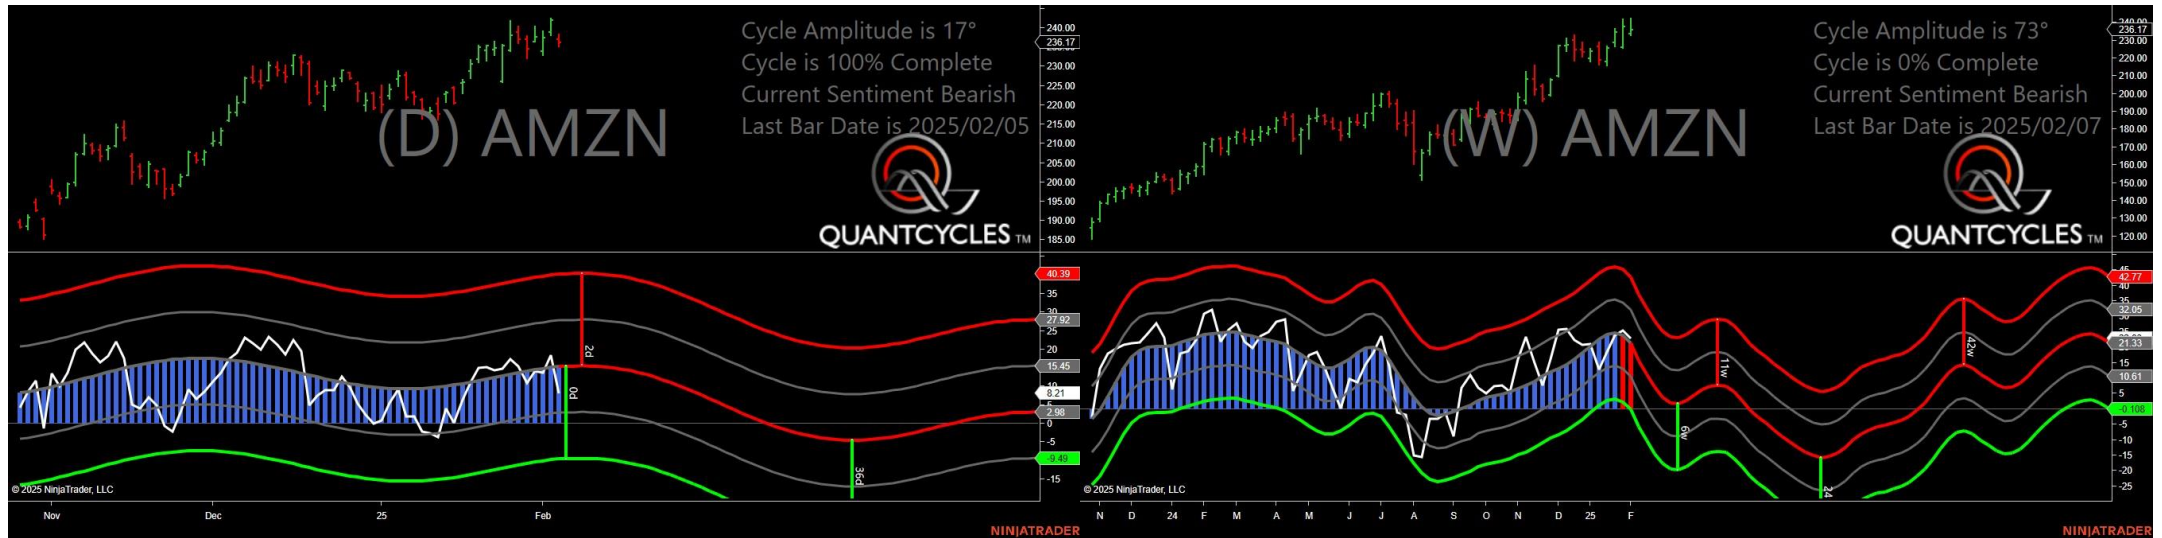 Cycle Amplitude is 17°
Cycle is 100% Complete
Current Sentiment Bearish
Last Bar Date is 2025/02/05
(D) AMZN
QUANTCYCLES TM
240.00
236.17
230.00
225.00
220.00
215.00
210.00
205.00
200.00
195.00
190.00
185.00
40.39
35
27.92
25
20
15.45
10
8.21
5
2.98
0
-5
-9.49
-15
2d
0d
36d
© 2025 NinjaTrader, LLC
Nov Dec 25 Feb
NINJATRADER
Cycle Amplitude is 73°
Cycle is 0% Complete
Current Sentiment Bearish
Last Bar Date is 2025/02/07
(W) AMZN
QUANTCYCLES TM
240.00
236.17
230.00
220.00
210.00
200.00
190.00
180.00
170.00
160.00
150.00
140.00
130.00
120.00
45
42.77
40
35
32.05
30
21.33
15
10.61
5
-0.108
-5
-10
-15
-20
-25
6w
11w
24
42w
© 2025 NinjaTrader, LLC
N D 24 F M A M J J A S O N D 25 F
NINJATRADER